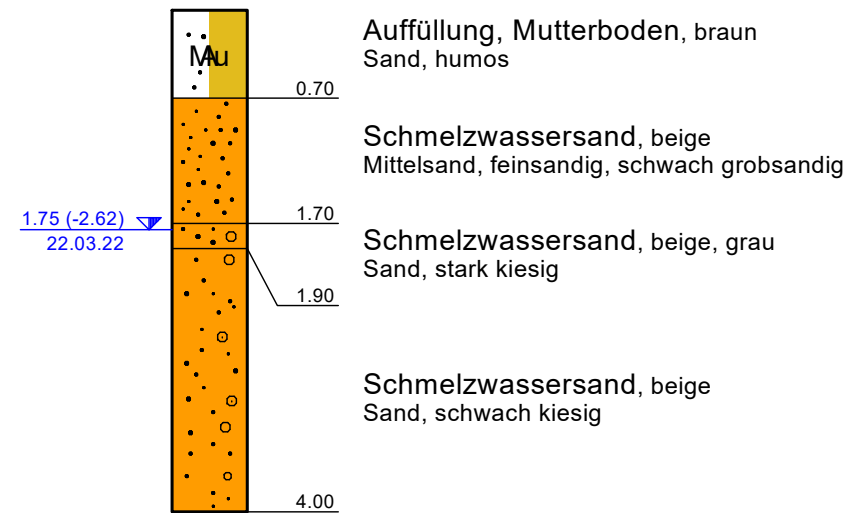 Auffüllung, Mutterboden, braun
Sand, humos
Mu
A
0.70
Schmelzwassersand, beige
Mittelsand, feinsandig, schwach grobsandig
1.70
1.75 (-2.62)
22.03.22
Schmelzwassersand, beige, grau
Sand, stark kiesig
1.90
Schmelzwassersand, beige
Sand, schwach kiesig
4.00